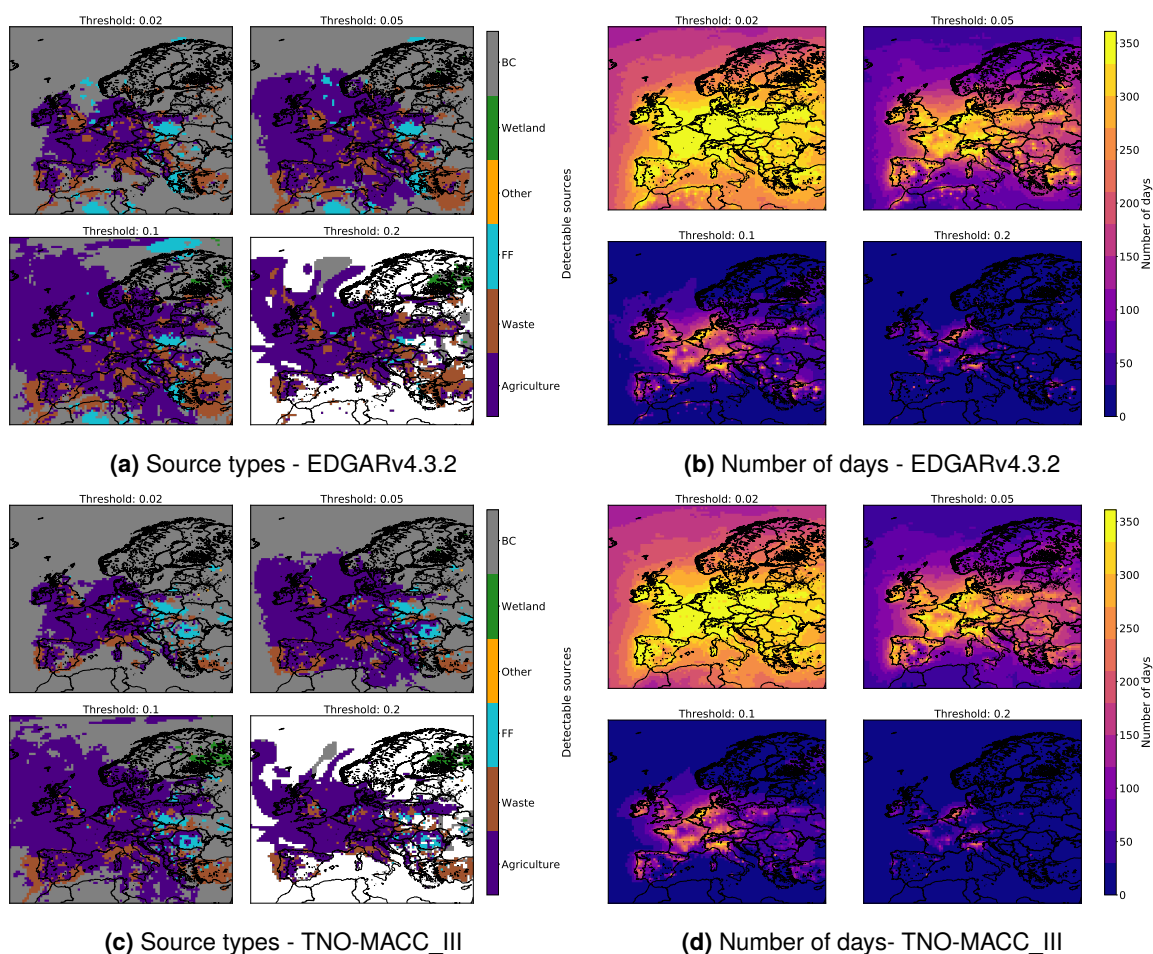 Threshold: 0.02
Threshold: 0.05
Threshold: 0.1
Threshold: 0.2
BC
Wetland
Other
FF
Waste
Agriculture
Detectable sources
(a) Source types - EDGARv4.3.2
Threshold: 0.02
Threshold: 0.05
Threshold: 0.1
Threshold: 0.2
350
300
250
200
150
100
50
0
Number of days
(b) Number of days - EDGARv4.3.2
Threshold: 0.02
Threshold: 0.05
Threshold: 0.1
Threshold: 0.2
BC
Wetland
Other
FF
Waste
Agriculture
Detectable sources
(c) Source types - TNO-MACC_III
Threshold: 0.02
Threshold: 0.05
Threshold: 0.1
Threshold: 0.2
350
300
250
200
150
100
50
0
Number of days
(d) Number of days- TNO-MACC_III